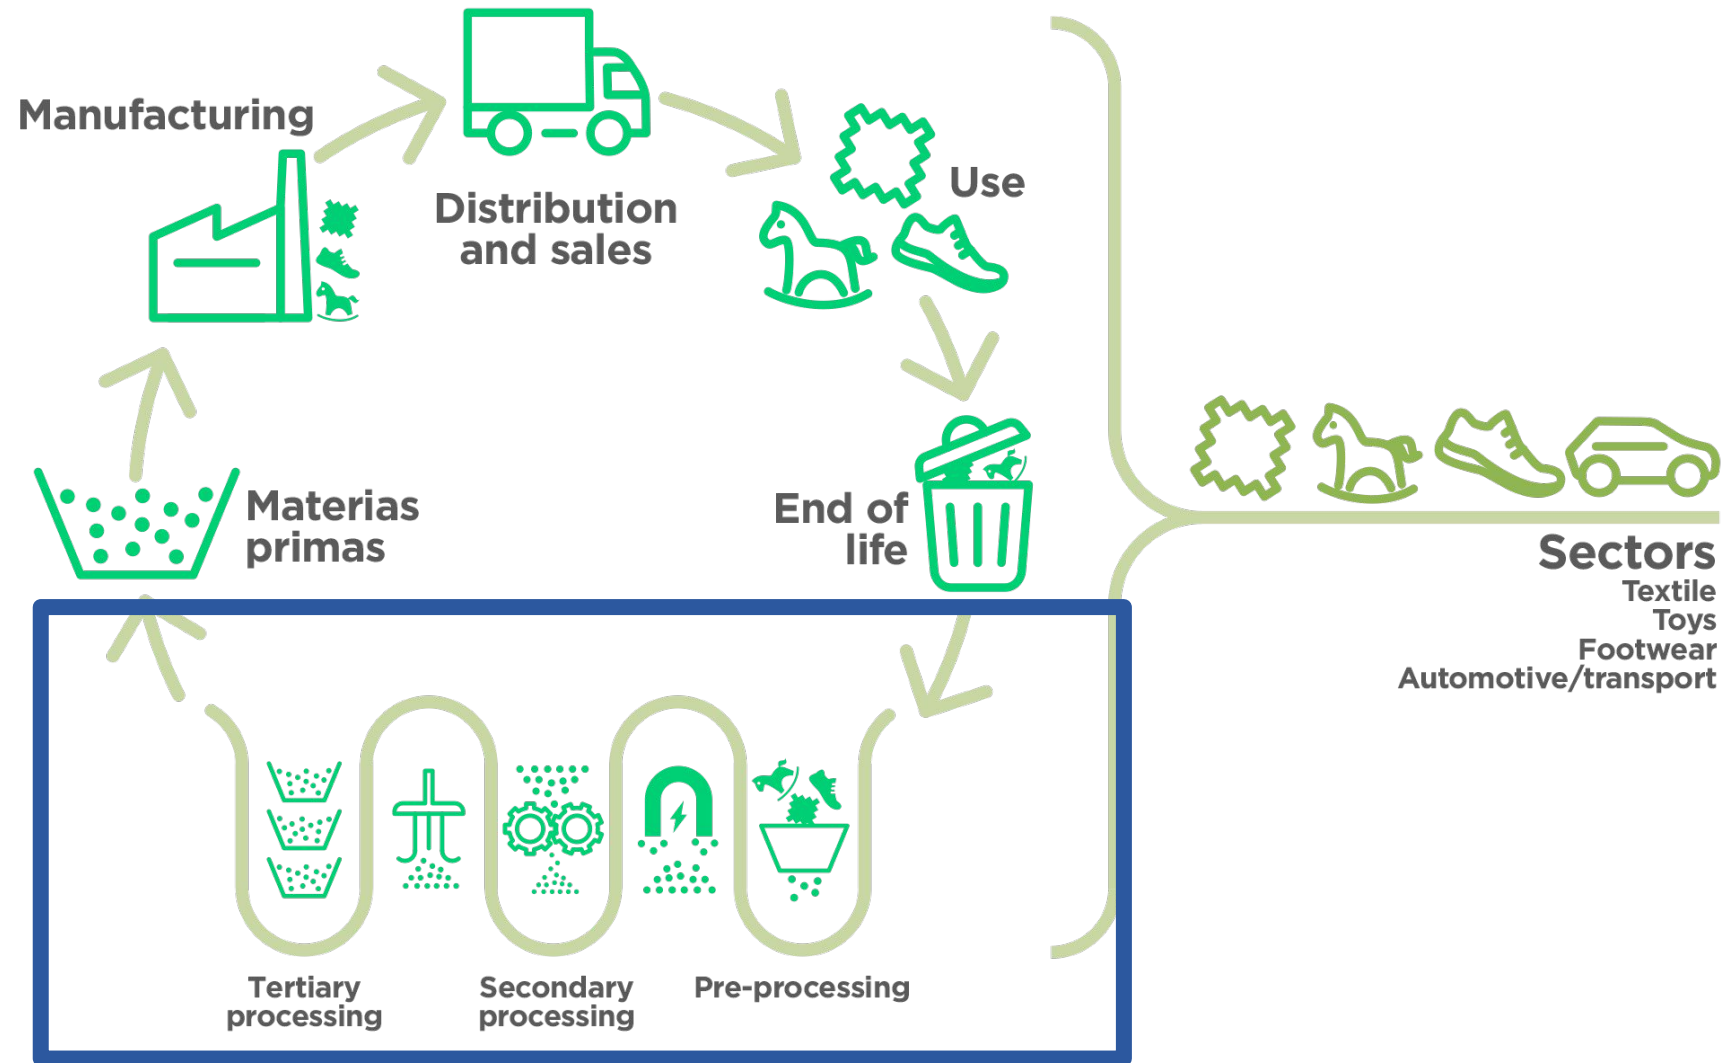 Manufacturing
Distribution
and sales
Use
Materias
primas
End of
life
Sectors
Textile
Toys
Footwear
Automotive/transport
Tertiary
processing
Secondary
processing
Pre-processing